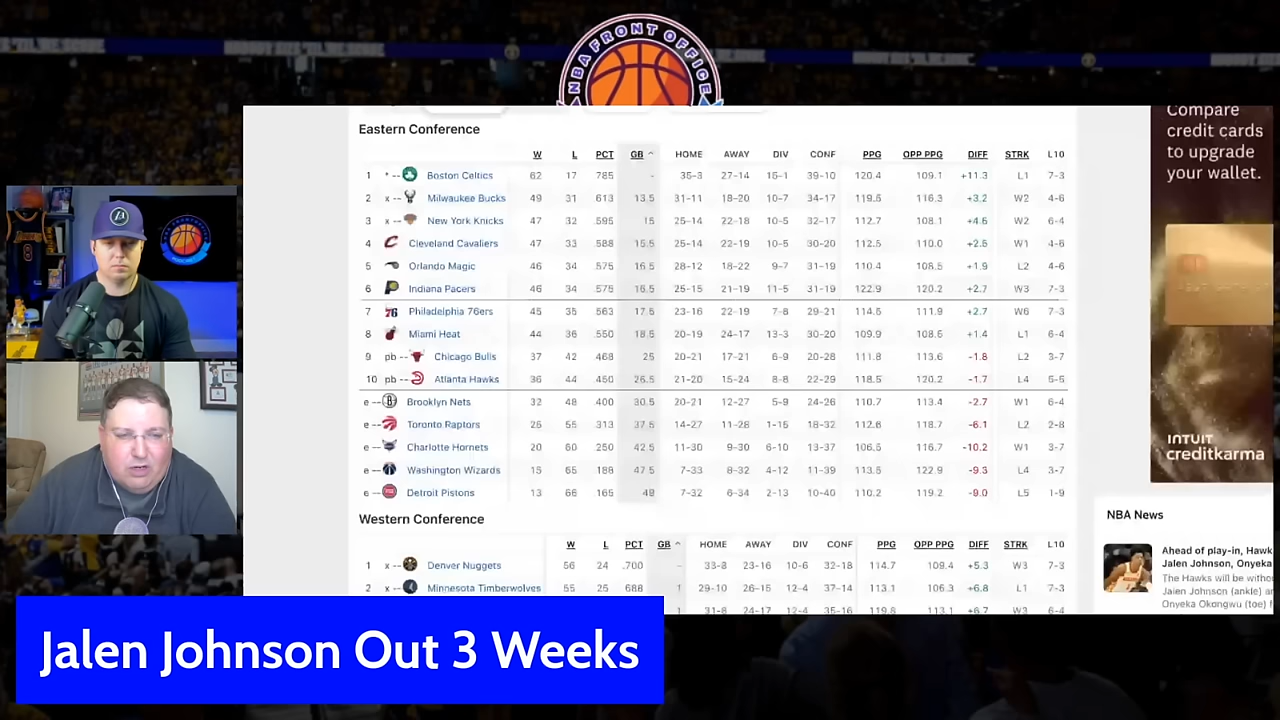 NBA FRONT OFFICE
Eastern Conference
W L PCT GB ^ HOME AWAY DIV CONF PPG OPP PPG DIFF STRK L10
1 * -- Boston Celtics 62 17 785 - 35-3 27-14 15-1 39-10 120.4 109.1 +11.3 L1 7-3
2 x -- Milwaukee Bucks 49 31 613 13.5 31-11 18-20 10-7 34-17 119.5 116.3 +3.2 W2 4-6
3 x -- New York Knicks 47 32 595 15 25-14 22-18 10-5 32-17 112.7 108.1 +4.6 W2 6-4
4 Cleveland Cavaliers 47 33 588 15.5 25-14 22-19 10-5 30-20 112.5 110.0 +2.5 W1 4-6
5 Orlando Magic 46 34 .575 16.5 28-12 18-22 9-7 31-19 110.4 108.5 +1.9 L2 4-6
6 Indiana Pacers 46 34 .575 16.5 25-15 21-19 11-5 31-19 122.9 120.2 +2.7 W3 7-3
7 Philadelphia 76ers 45 35 563 17.5 23-16 22-19 7-8 29-21 114.5 111.9 +2.7 W6 7-3
8 Miami Heat 44 36 .550 18.5 20-19 24-17 13-3 30-20 109.9 108.5 +1.4 L1 6-4
9 pb -- Chicago Bulls 37 42 468 25 20-21 17-21 6-9 20-28 111.8 113.6 -1.8 L2 3-7
10 pb -- Atlanta Hawks 36 44 .450 26.5 21-20 15-24 8-8 22-29 118.5 120.2 -1.7 L4 5-5
e -- Brooklyn Nets 32 48 .400 30.5 20-21 12-27 5-9 24-26 110.7 113.4 -2.7 W1 6-4
e -- Toronto Raptors 25 55 313 37.5 14-27 11-28 1-15 18-32 112.6 118.7 -6.1 L2 2-8
e -- Charlotte Hornets 20 60 250 42.5 11-30 9-30 6-10 13-37 106.5 116.7 -10.2 W1 3-7
e -- Washington Wizards 15 65 188 47.5 7-33 8-32 4-12 11-39 113.5 122.9 -9.3 L4 3-7
e -- Detroit Pistons 13 66 165 48 7-32 6-34 2-13 10-40 110.2 119.2 -9.0 L5 1-9
Western Conference
W L PCT GB ^ HOME AWAY DIV CONF PPG OPP PPG DIFF STRK L10
1 x -- Denver Nuggets 56 24 .700 - 33-8 23-16 10-6 32-18 114.7 109.4 +5.3 W3 7-3
2 x -- Minnesota Timberwolves 55 25 688 1 29-10 26-15 12-4 37-14 113.1 106.3 +6.8 L1 7-3
1 31-8 24-17 12-4 35-16 119.8 113.1 +6.7 W3 6-4
Compare
credit cards
to upgrade
your wallet.
INTUIT
creditkarma
NBA News
Ahead of play-in, Hawk
Jalen Johnson, Onyeka
The Hawks will be withou
Jalen Johnson (ankle) an
Onyeka Okongwu (toe) f
Jalen Johnson Out 3 Weeks